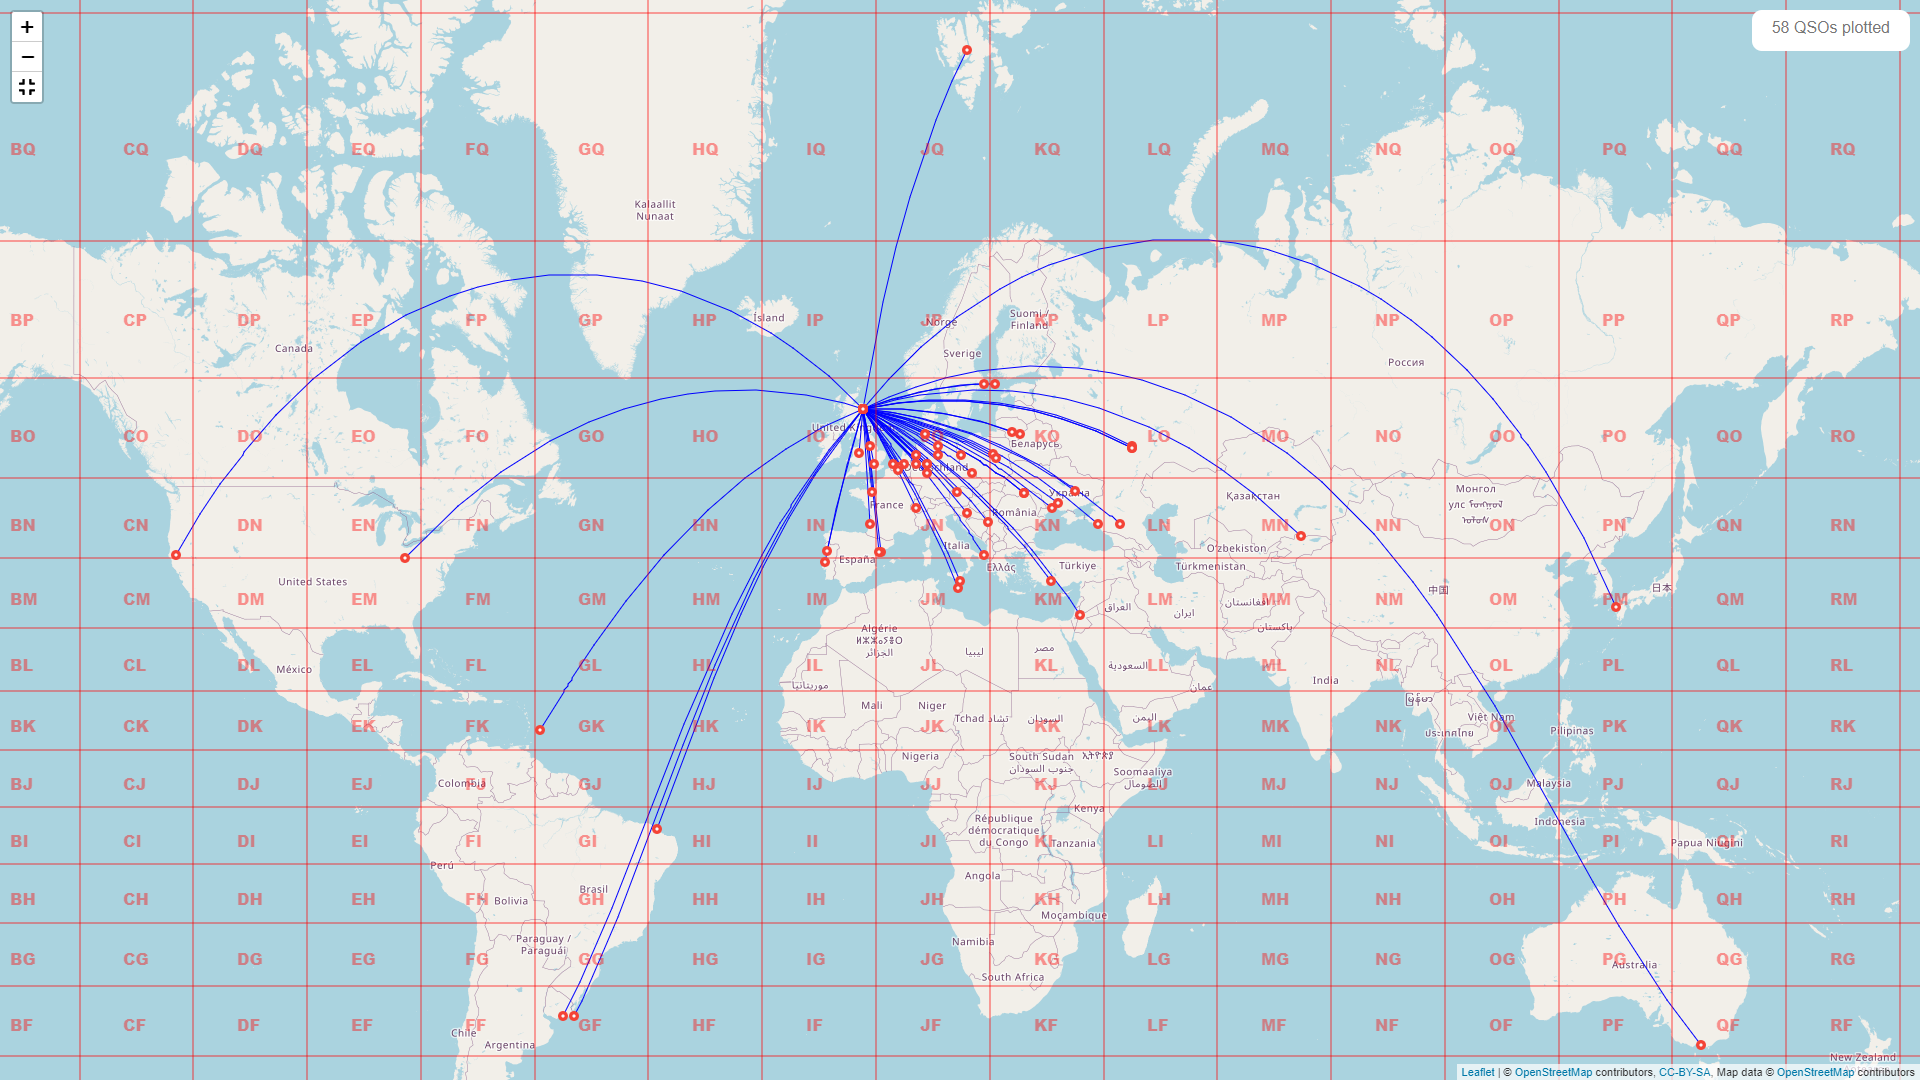 +
−
58 QSOs plotted
BQ CQ DQ EQ FQ GQ HQ IQ JQ KQ LQ MQ NQ OQ PQ QQ RQ
Kalaallit
Nunaat
Ísland
BP CP DP EP FP GP HP IP JP KP LP MP NP OP PP QP RP
Norge
Suomi /
Finland
Canada
Sverige
Россия
BO CO DO EO FO GO HO IO KO LO MO NO OO PO QO RO
Беларусь
Україна
Қазақстан
Монгол
улс
France
România
BN CN DN EN FN GN HN IN JN KN LN MN NN ON PN QN RN
Italia
España
Ελλάς
Türkiye
O'zbekiston
Türkmenistan
United States
中国
日本
BM CM DM EM FM GM HM IM JM KM LM MM NM OM PM QM RM
العراق
ایران
افغانستان
پاکستان
Algérie
ⵍⵣⵣⴰⵢⴻⵔ
الجزائر
ليبيا
مصر
السعودية
عمان
México
India
BL CL DL EL FL GL HL IL JL KL LL ML NL OL PL QL RL
موريتانيا
Mali
Niger
Tchad تشاد
السودان
اليمن
Việt Nam
ประเทศไทย
Pilipinas
BK CK DK EK FK GK HK IK JK KK LK MK NK OK PK QK RK
Nigeria
South Sudan
جنوب السودان
Soomaaliya
الصومال
Colombia
Malaysia
BJ CJ DJ EJ FJ GJ HJ IJ JJ KJ LJ MJ NJ OJ PJ QJ RJ
Kenya
République
démocratique
du Congo
Tanzania
Indonesia
Papua Niugini
BI CI DI EI FI GI HI II JI KI LI MI NI OI PI QI RI
Perú
Angola
Brasil
Bolivia
BH CH DH EH FH GH HH IH JH KH LH MH NH OH PH QH RH
Moçambique
Paraguay /
Paraguái
Namibia
South Africa
Australia
BG CG DG EG FG GG HG IG JG KG LG MG NG OG PG QG RG
BF CF DF EF FF GF HF IF JF KF LF MF NF OF PF QF RF
Chile
Argentina
New Zealand
Leaflet | © OpenStreetMap contributors, CC-BY-SA, Map data © OpenStreetMap contributors